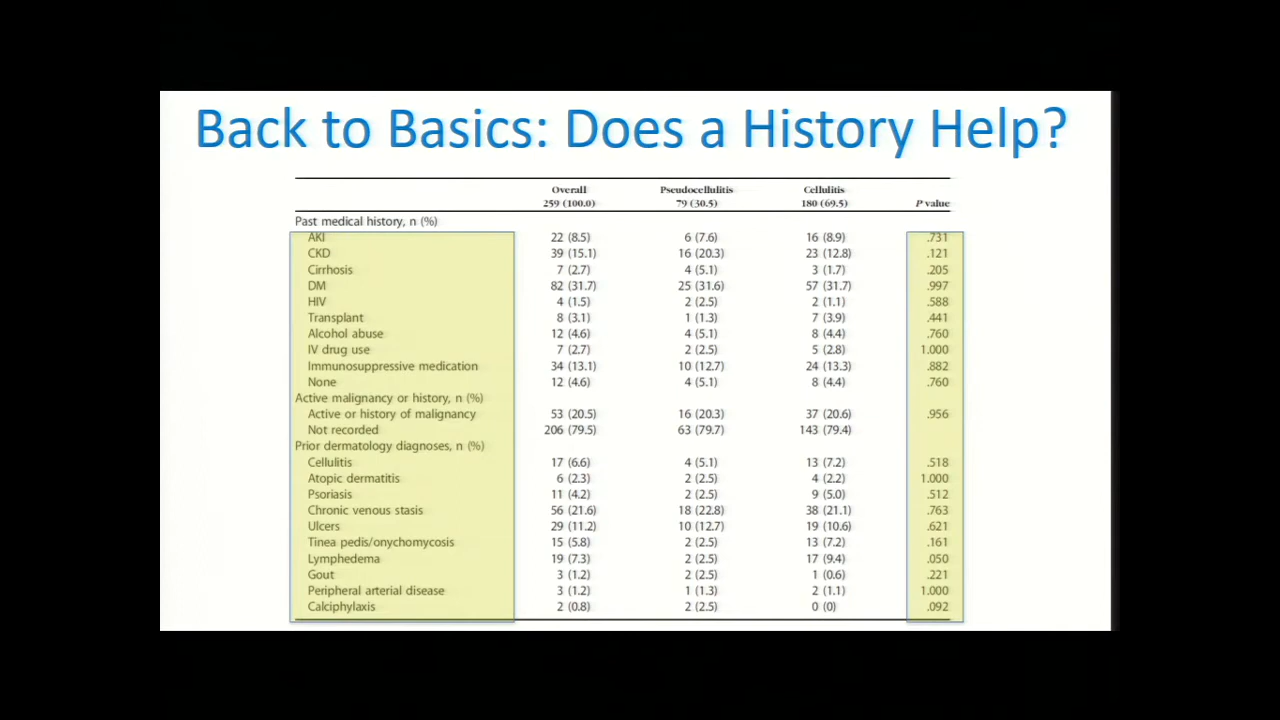 Back to Basics: Does a History Help?
Overall Pseudocellulitis Cellulitis
259 (100.0) 79 (30.5) 180 (69.5) P value
Past medical history, n (%)
AKI 22 (8.5) 6 (7.6) 16 (8.9) .731
CKD 39 (15.1) 16 (20.3) 23 (12.8) .121
Cirrhosis 7 (2.7) 4 (5.1) 3 (1.7) .205
DM 82 (31.7) 25 (31.6) 57 (31.7) .997
HIV 4 (1.5) 2 (2.5) 2 (1.1) .588
Transplant 8 (3.1) 1 (1.3) 7 (3.9) .441
Alcohol abuse 12 (4.6) 4 (5.1) 8 (4.4) .760
IV drug use 7 (2.7) 2 (2.5) 5 (2.8) 1.000
Immunosuppressive medication 34 (13.1) 10 (12.7) 24 (13.3) .882
None 12 (4.6) 4 (5.1) 8 (4.4) .760
Active malignancy or history, n (%)
Active or history of malignancy 53 (20.5) 16 (20.3) 37 (20.6) .956
Not recorded 206 (79.5) 63 (79.7) 143 (79.4)
Prior dermatology diagnoses, n (%)
Cellulitis 17 (6.6) 4 (5.1) 13 (7.2) .518
Atopic dermatitis 6 (2.3) 2 (2.5) 4 (2.2) 1.000
Psoriasis 11 (4.2) 2 (2.5) 9 (5.0) .512
Chronic venous stasis 56 (21.6) 18 (22.8) 38 (21.1) .763
Ulcers 29 (11.2) 10 (12.7) 19 (10.6) .621
Tinea pedis/onychomycosis 15 (5.8) 2 (2.5) 13 (7.2) .161
Lymphedema 19 (7.3) 2 (2.5) 17 (9.4) .050
Gout 3 (1.2) 2 (2.5) 1 (0.6) .221
Peripheral arterial disease 3 (1.2) 1 (1.3) 2 (1.1) 1.000
Calciphylaxis 2 (0.8) 2 (2.5) 0 (0) .092